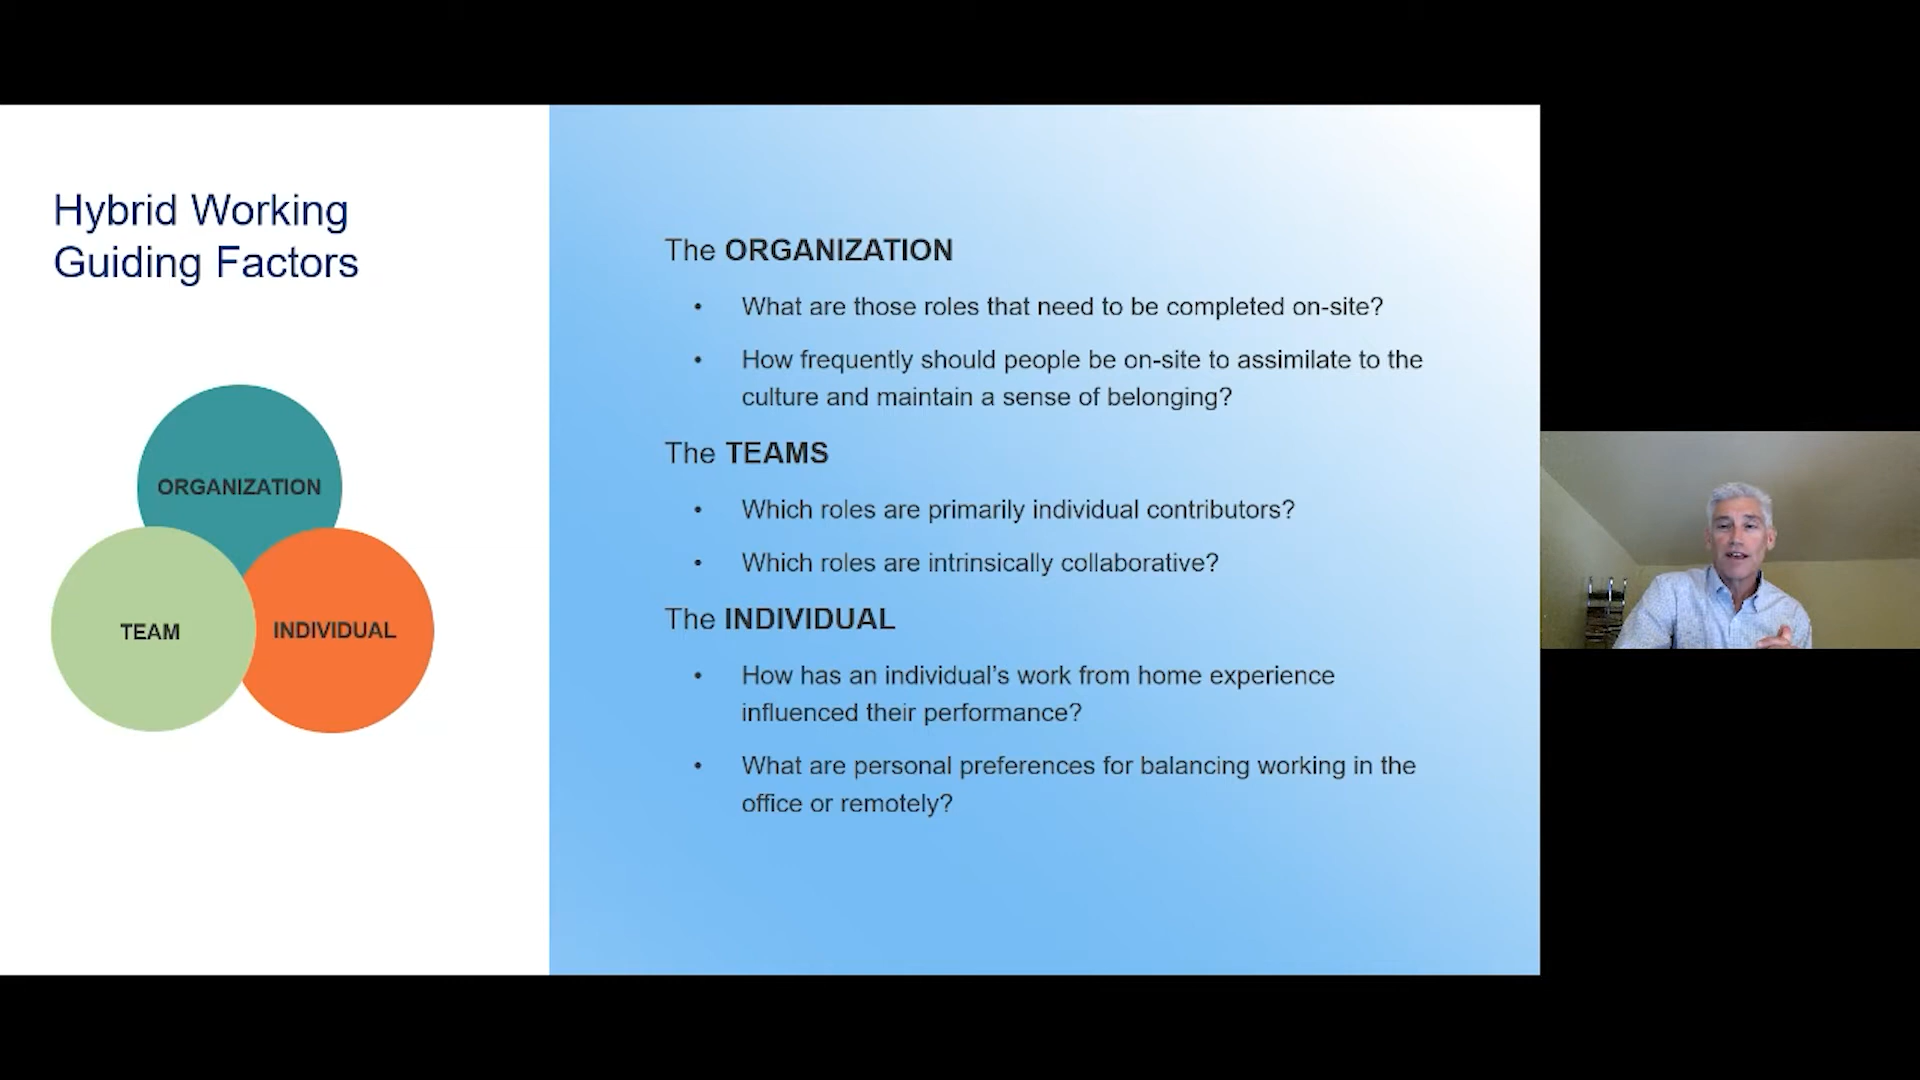 Hybrid Working
Guiding Factors
ORGANIZATION
TEAM
INDIVIDUAL
The ORGANIZATION
• What are those roles that need to be completed on-site?
• How frequently should people be on-site to assimilate to the
culture and maintain a sense of belonging?
The TEAMS
• Which roles are primarily individual contributors?
• Which roles are intrinsically collaborative?
The INDIVIDUAL
• How has an individual’s work from home experience
influenced their performance?
• What are personal preferences for balancing working in the
office or remotely?